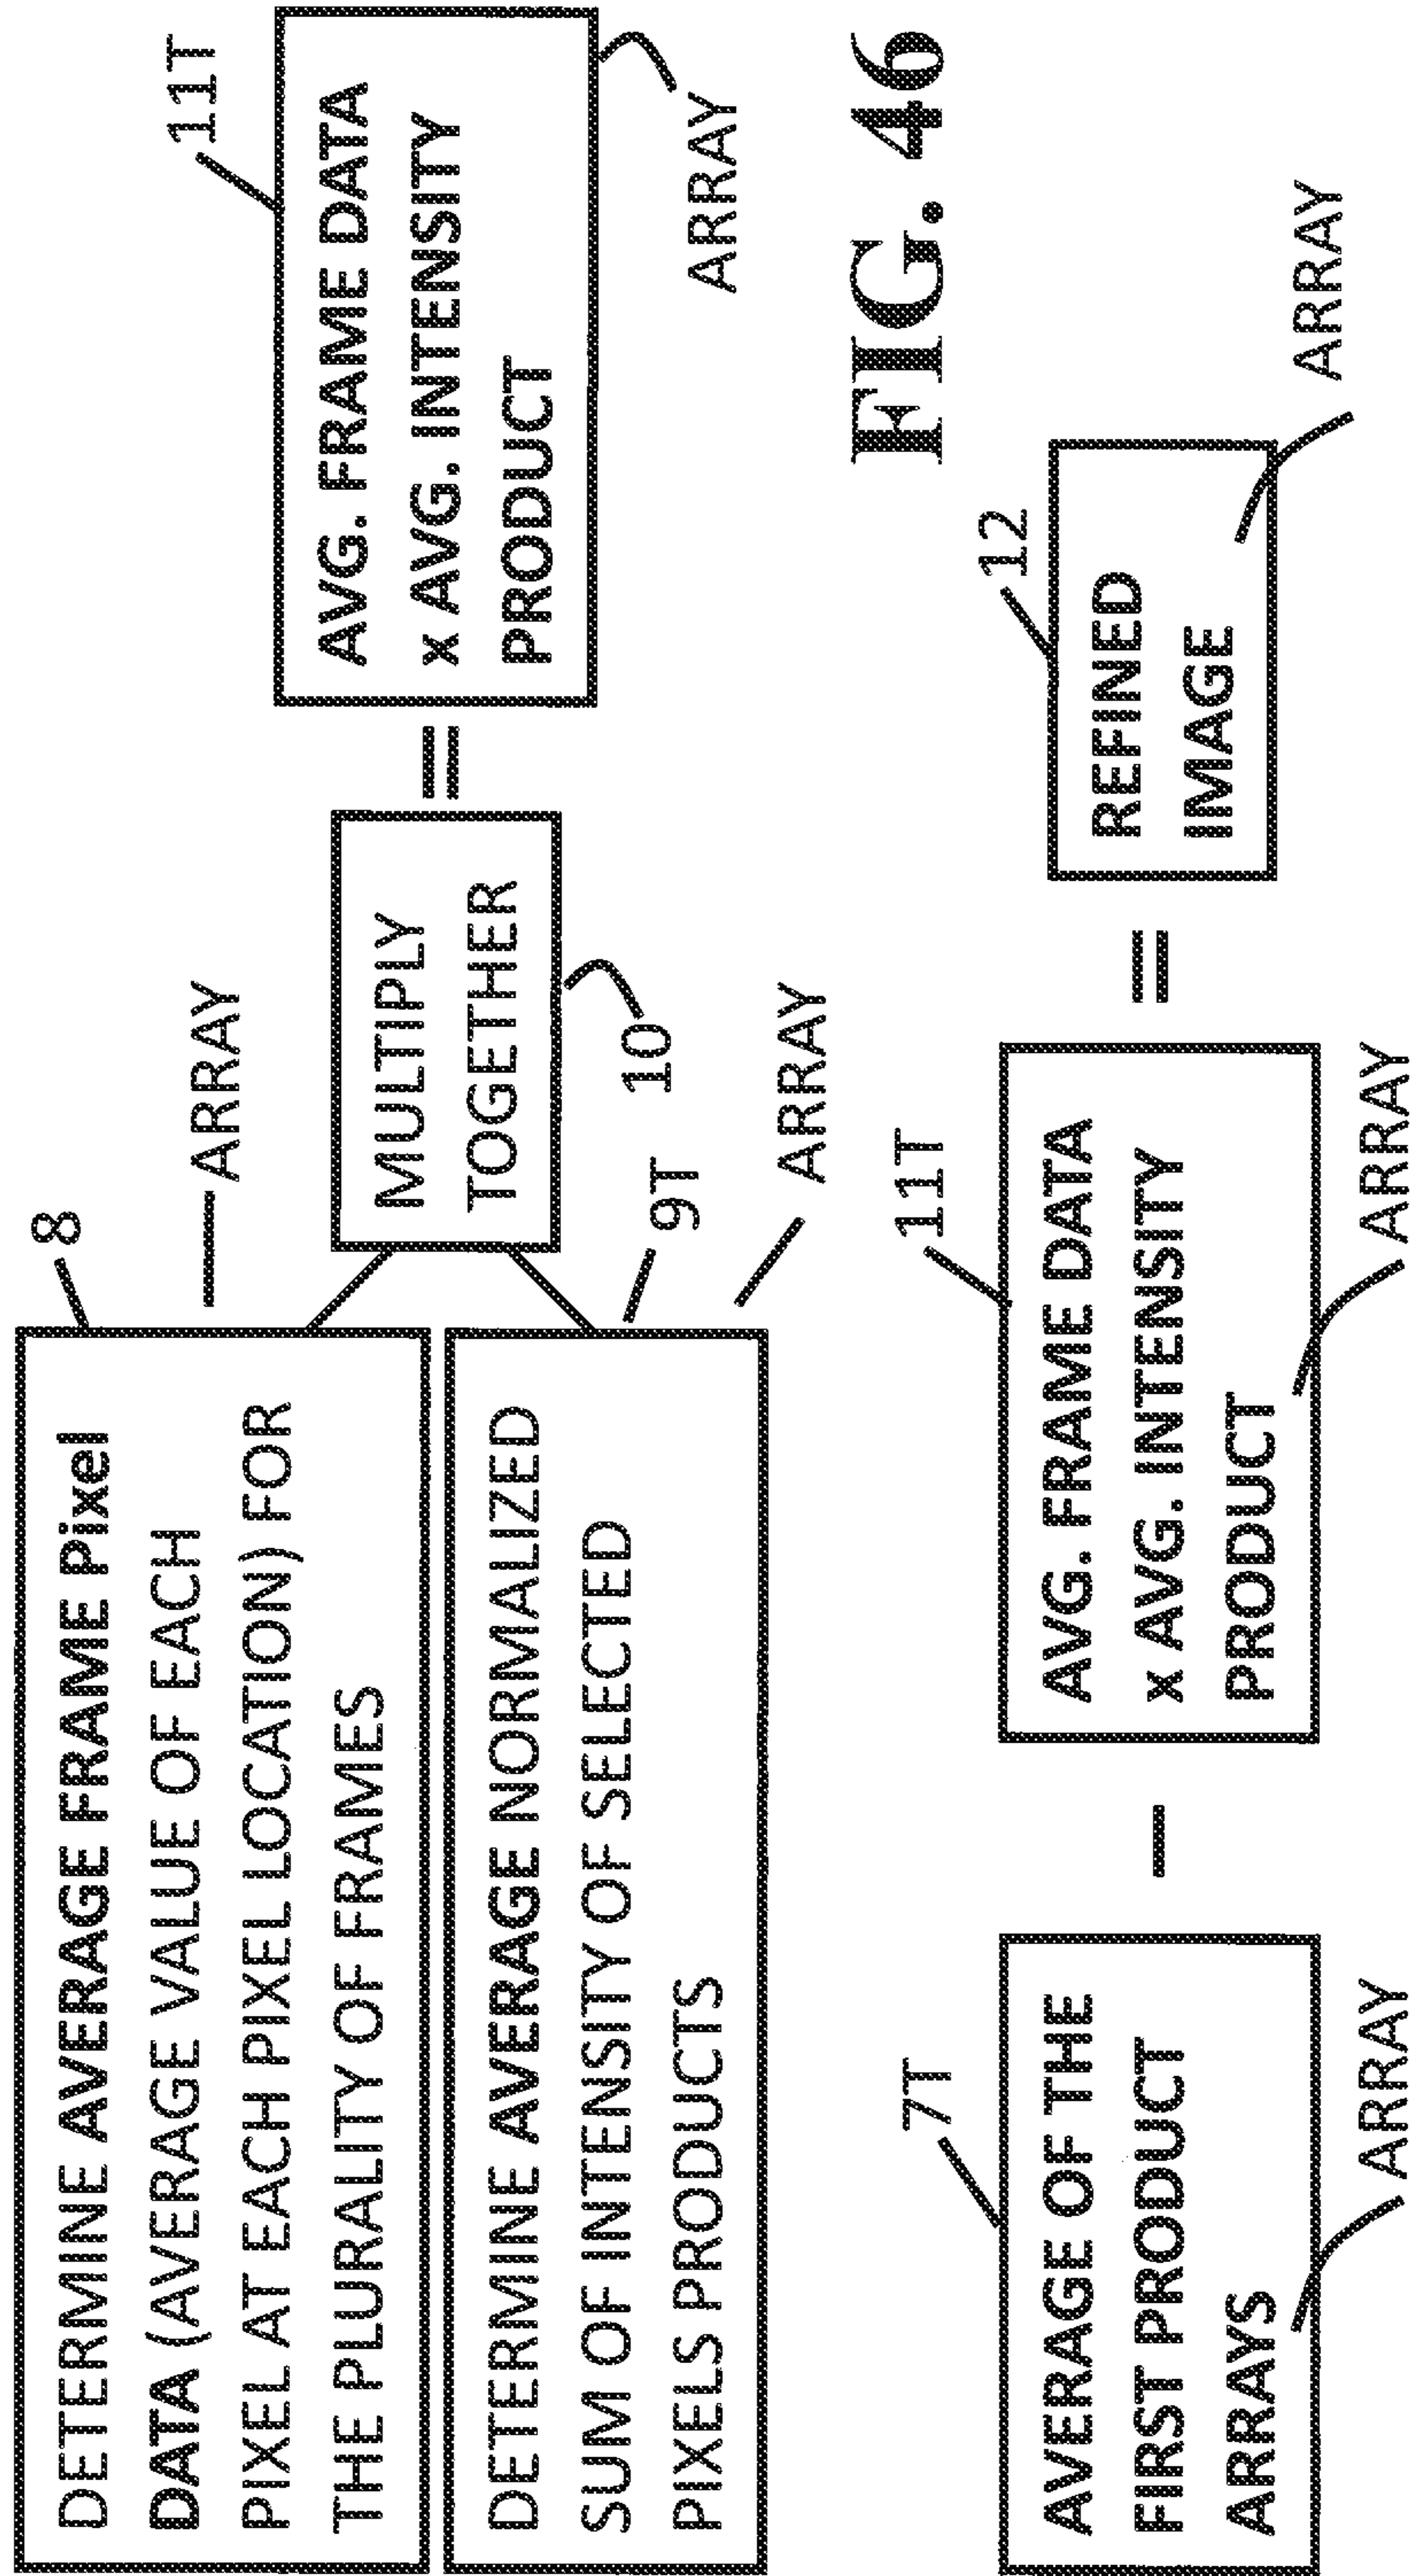 DETERMINE AVERAGE FRAME Pixel
DATA (AVERAGE VALUE OF EACH
PIXEL AT EACH PIXEL LOCATION) FOR
THE PLURALITY OF FRAMES
8
ARRAY
DETERMINE AVERAGE NORMALIZED
SUM OF INTENSITY OF SELECTED
PIXELS PRODUCTS
9T
ARRAY
MULTIPLY
TOGETHER
10
=
AVG. FRAME DATA
x AVG. INTENSITY
PRODUCT
11T
ARRAY
FIG. 46
7T
AVERAGE OF THE
FIRST PRODUCT
ARRAYS
ARRAY
–
11T
AVG. FRAME DATA
x AVG. INTENSITY
PRODUCT
ARRAY
=
12
REFINED
IMAGE
ARRAY